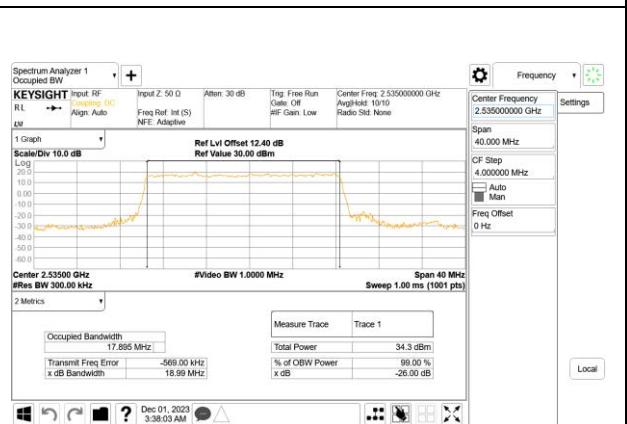 Spectrum Analyzer 1
Occupied BW
+
Frequency
KEYSIGHT Input: RF
RL
Coupling: DC
Align: Auto
LNI
Input Z: 50 Ω
Freq Ref: Int (S)
NFE: Adaptive
Atten: 30 dB
Trig: Free Run
Gate: Off
#IF Gain: Low
Center Freq: 2.535000000 GHz
Avg|Hold: 10/10
Radio Std: None
Center Frequency
2.535000000 GHz
Settings
Span
40.000 MHz
CF Step
4.000000 MHz
Auto
Man
Freq Offset
0 Hz
Local
1 Graph
Scale/Div 10.0 dB
Ref Lvl Offset 12.40 dB
Ref Value 30.00 dBm
Log
20.0
10.0
0.00
-10.0
-20.0
-30.0
-40.0
-50.0
-60.0
Center 2.53500 GHz
#Video BW 1.0000 MHz
Span 40 MHz
#Res BW 300.00 kHz
Sweep 1.00 ms (1001 pts)
2 Metrics
Measure Trace Trace 1
Occupied Bandwidth
17.895 MHz
Total Power 34.3 dBm
Transmit Freq Error -569.00 kHz
% of OBW Power 99.00 %
x dB Bandwidth 18.99 MHz
x dB -26.00 dB
?
Dec 01, 2023
3:38:03 AM